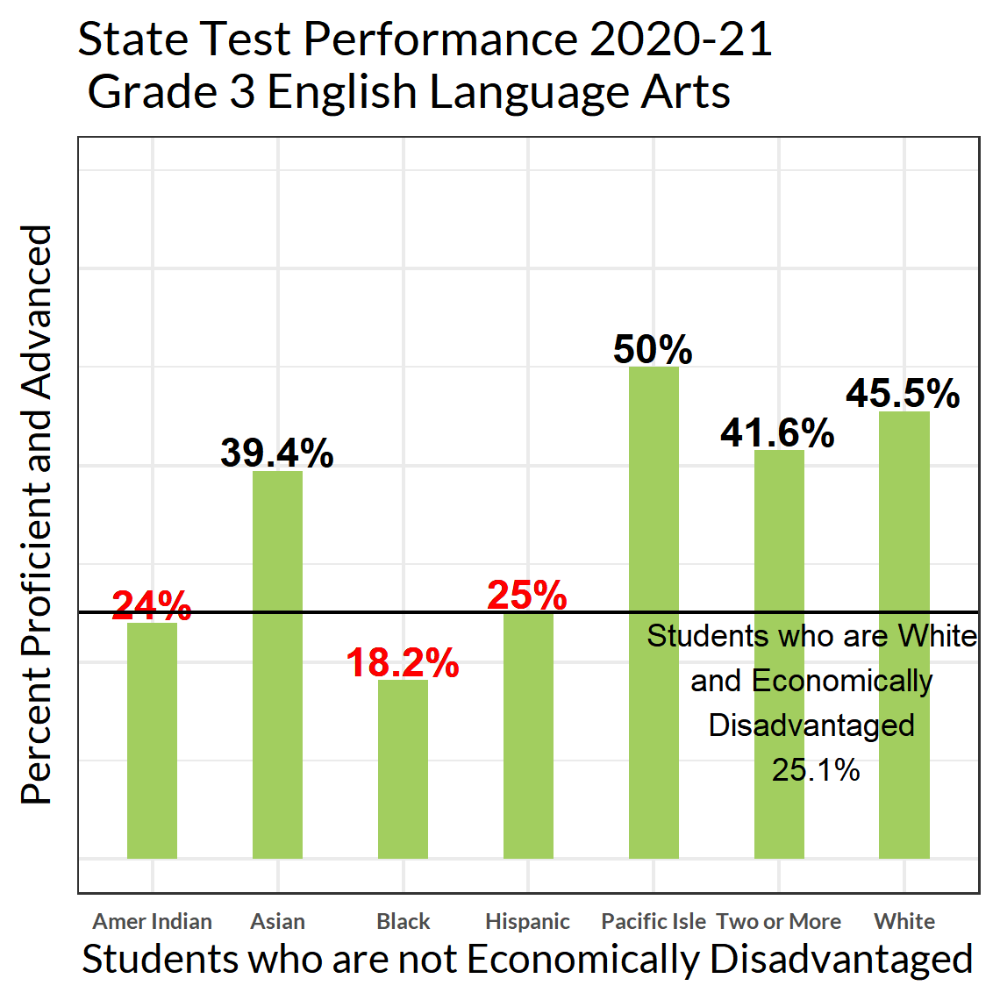 State Test Performance 2020-21
Grade 3 English Language Arts
Percent Proficient and Advanced
50%
45.5%
41.6%
39.4%
25%
24%
18.2%
Students who are White
and Economically
Disadvantaged
25.1%
Amer Indian Asian Black Hispanic Pacific Isle Two or More White
Students who are not Economically Disadvantaged